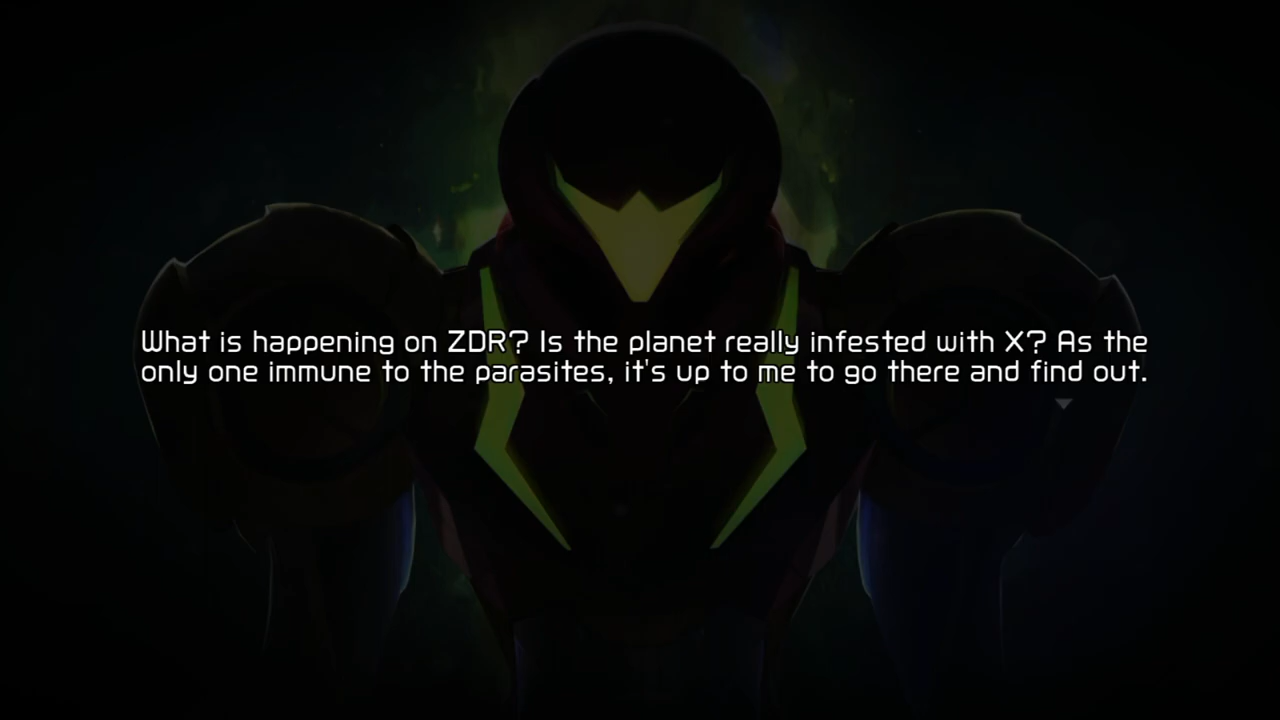 What is happening on ZDR? Is the planet really infested with X? As the
only one immune to the parasites, it's up to me to go there and find out.